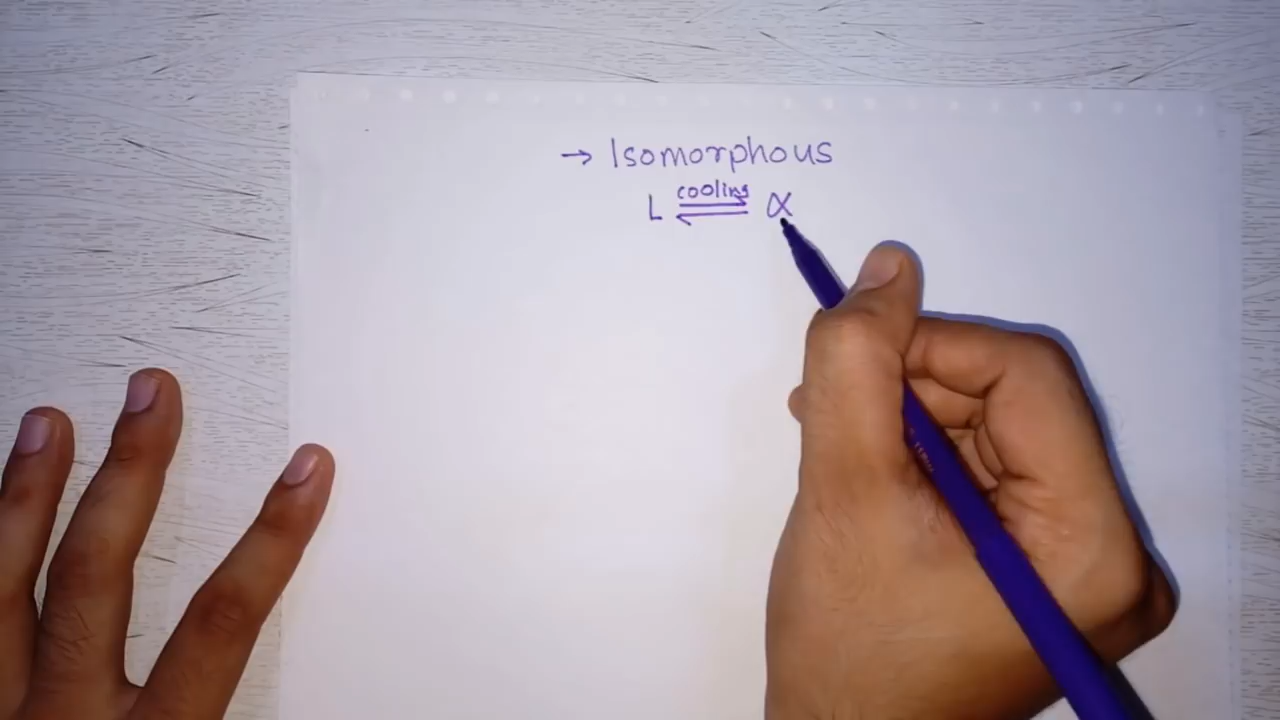 → Isomorphous
cooling
L ⇌ α